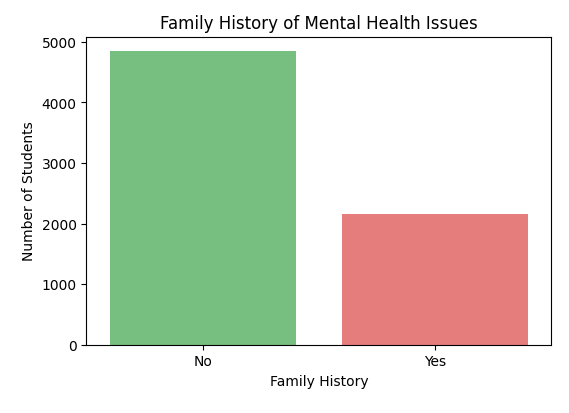 Family History of Mental Health Issues
Number of Students
5000
4000
3000
2000
1000
0
No
Yes
Family History